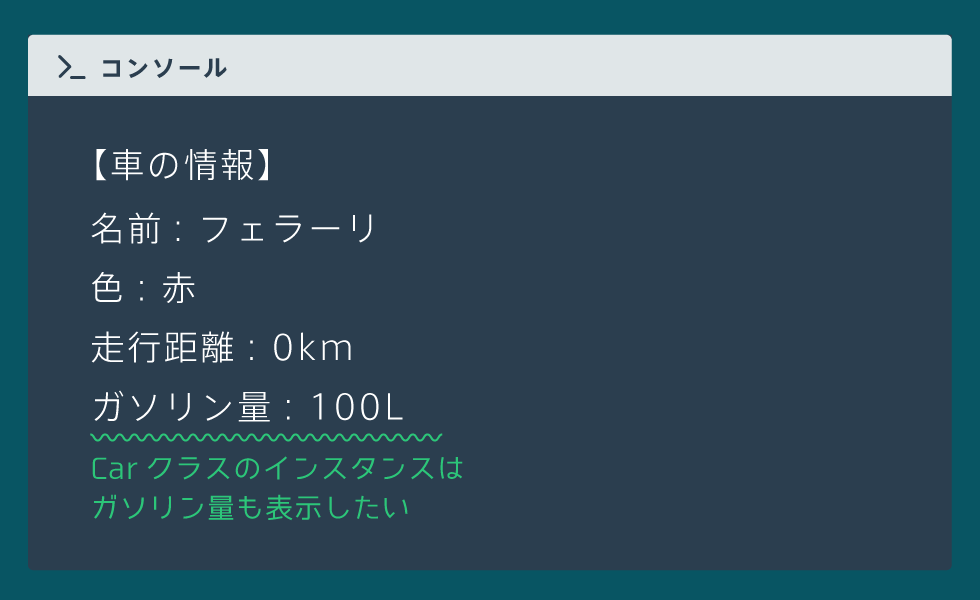 >_ コンソール
【車の情報】
名前 : フェラーリ
色 : 赤
走行距離 : 0km
ガソリン量 : 100L
Car クラスのインスタンスは
ガソリン量も表示したい